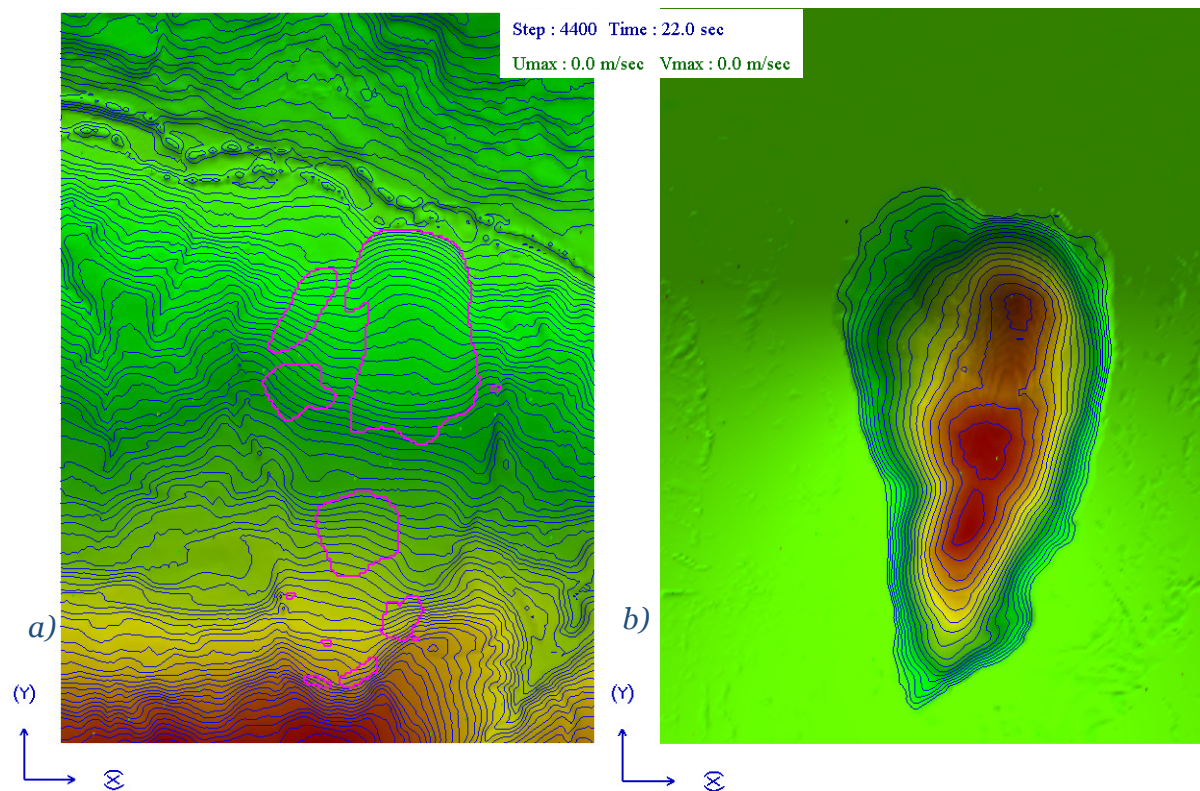 Step : 4400 Time : 22.0 sec
Umax : 0.0 m/sec Vmax : 0.0 m/sec
a)
b)
(Y)
(X)
(Y)
(X)